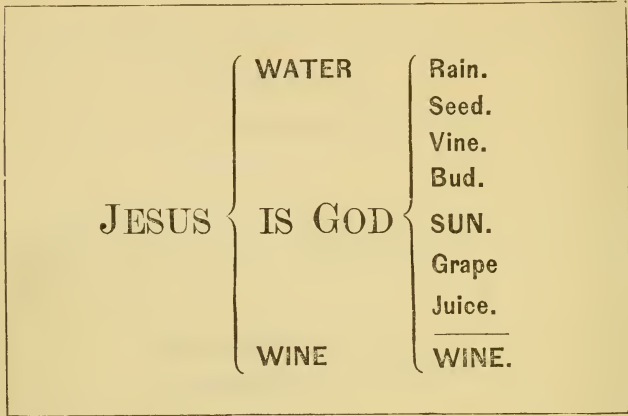 WATER Rain.
Seed.
Vine.
Bud.
JESUS IS GOD SUN.
Grape
Juice.
WINE WINE.